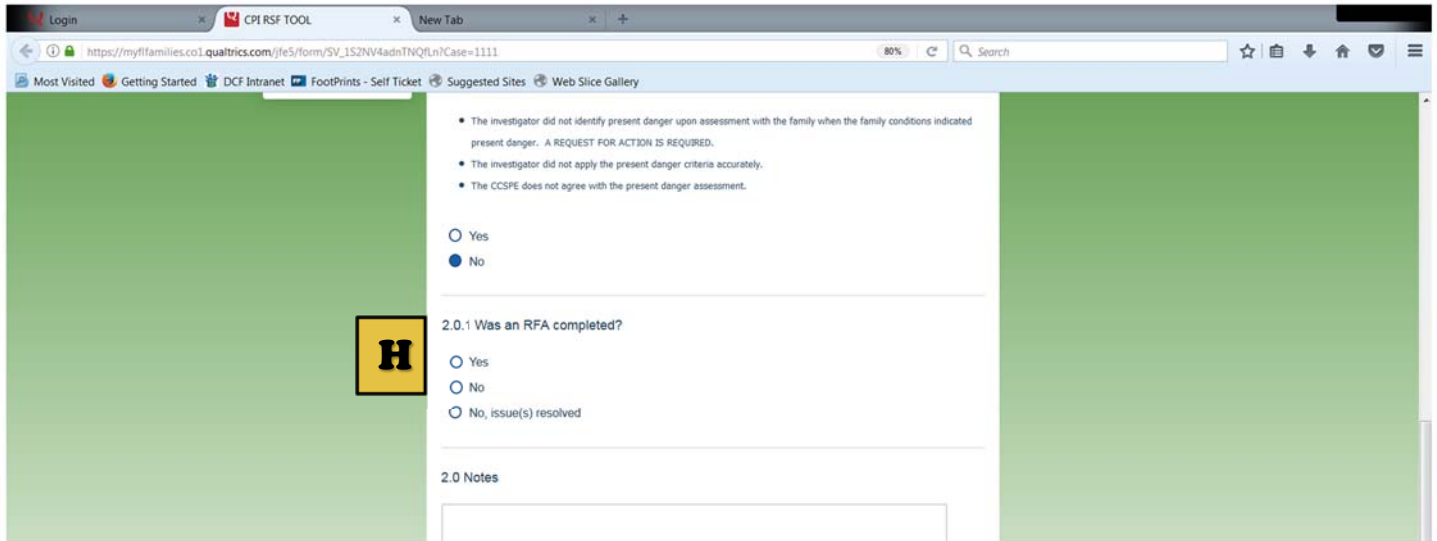 Login
CPI RSF TOOL
New Tab
https://myflfamilies.co1.qualtrics.com/jfe5/form/SV_1S2NV4adnTNQfLn?Case=1111
80%
Search
Most Visited Getting Started DCF Intranet FootPrints - Self Ticket Suggested Sites Web Slice Gallery
The investigator did not identify present danger upon assessment with the family when the family conditions indicated
present danger. A REQUEST FOR ACTION IS REQUIRED.
The investigator did not apply the present danger criteria accurately.
The CCSPE does not agree with the present danger assessment.
Yes
No
2.0.1 Was an RFA completed?
H
Yes
No
No, issue(s) resolved
2.0 Notes